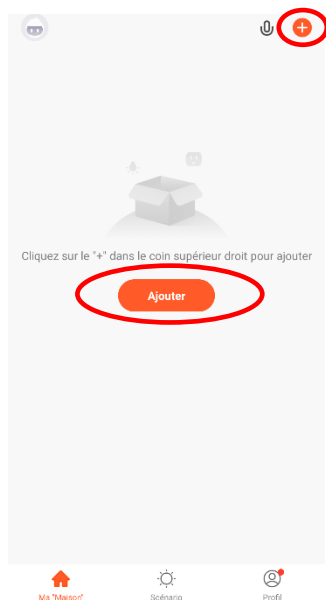 Cliquez sur le "+" dans le coin supérieur droit pour ajouter
Ajouter
Ma "Maison"
Scénario
Profil